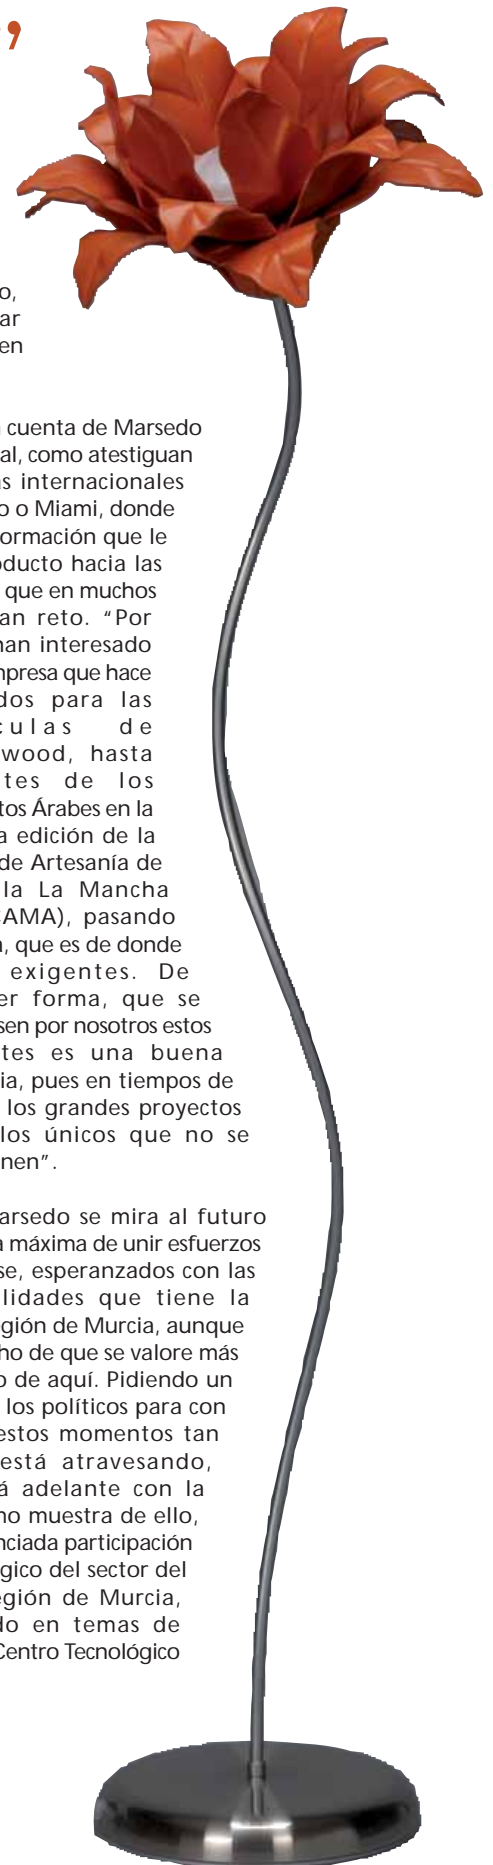 ”
o,
ar
en
cuenta de Marsedo
al, como atestiguan
s internacionales
o o Miami, donde
ormación que le
oducto hacia las
que en muchos
an reto. “Por
han interesado
mpresa que hace
dos para las
culas de
wood, hasta
tes de los
tos Árabes en la
a edición de la
de Artesanía de
la La Mancha
CAMA), pasando
, que es de donde
exigentes. De
er forma, que se
sen por nosotros estos
tes es una buena
ia, pues en tiempos de
los grandes proyectos
los únicos que no se
nen”.
arsedo se mira al futuro
a máxima de unir esfuerzos
se, esperanzados con las
lidades que tiene la
egión de Murcia, aunque
ho de que se valore más
o de aquí. Pidiendo un
los políticos para con
estos momentos tan
está atravesando,
á adelante con la
mo muestra de ello,
nciada participación
gico del sector del
egión de Murcia,
do en temas de
Centro Tecnológico